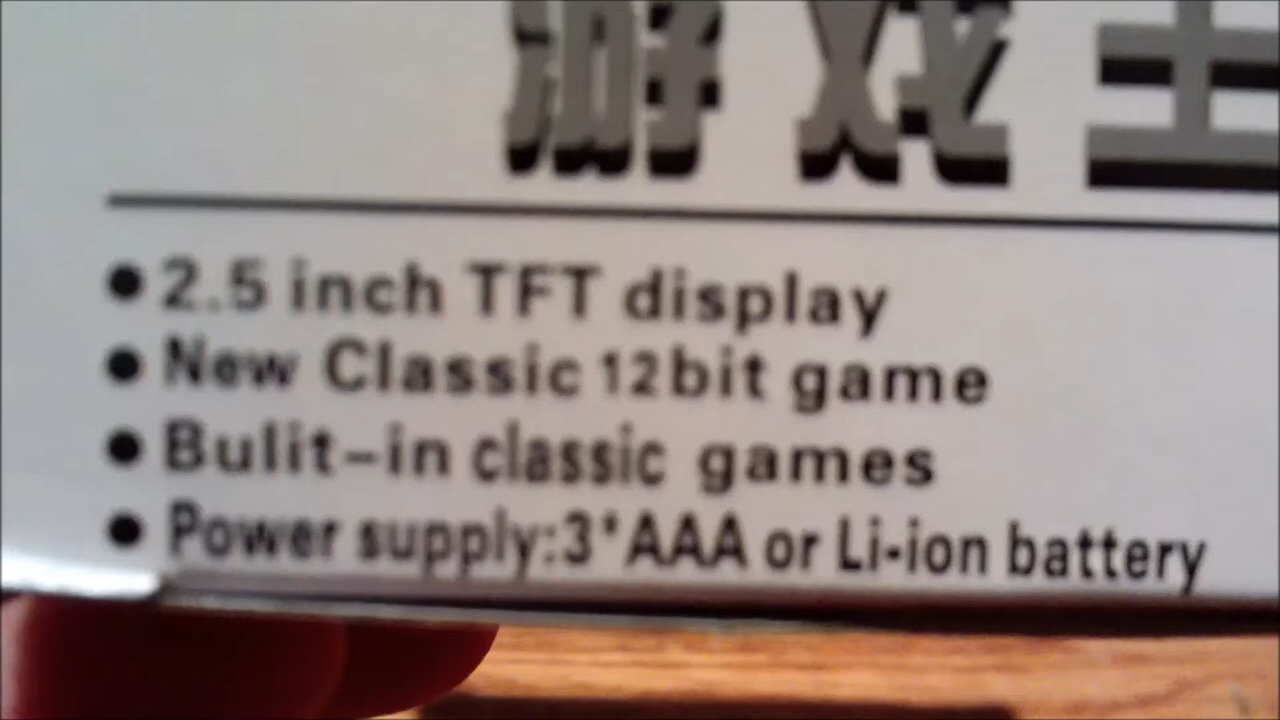 游戏王
● 2.5 inch TFT display
● New Classic 12bit game
● Bulit-in classic games
● Power supply:3*AAA or Li-ion battery